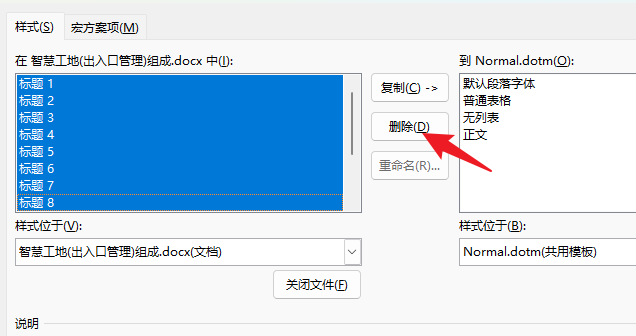 样式(S) 宏方案项(M)
在 智慧工地(出入口管理)组成.docx 中(I): 到 Normal.dotm(O):
标题 1
标题 2
标题 3
标题 4
标题 5
标题 6
标题 7
标题 8
复制(C) ->
删除(D)
重命名(R)...
默认段落字体
普通表格
无列表
正文
样式位于(V): 样式位于(B):
智慧工地(出入口管理)组成.docx(文档) Normal.dotm(共用模板)
关闭文件(F)
说明